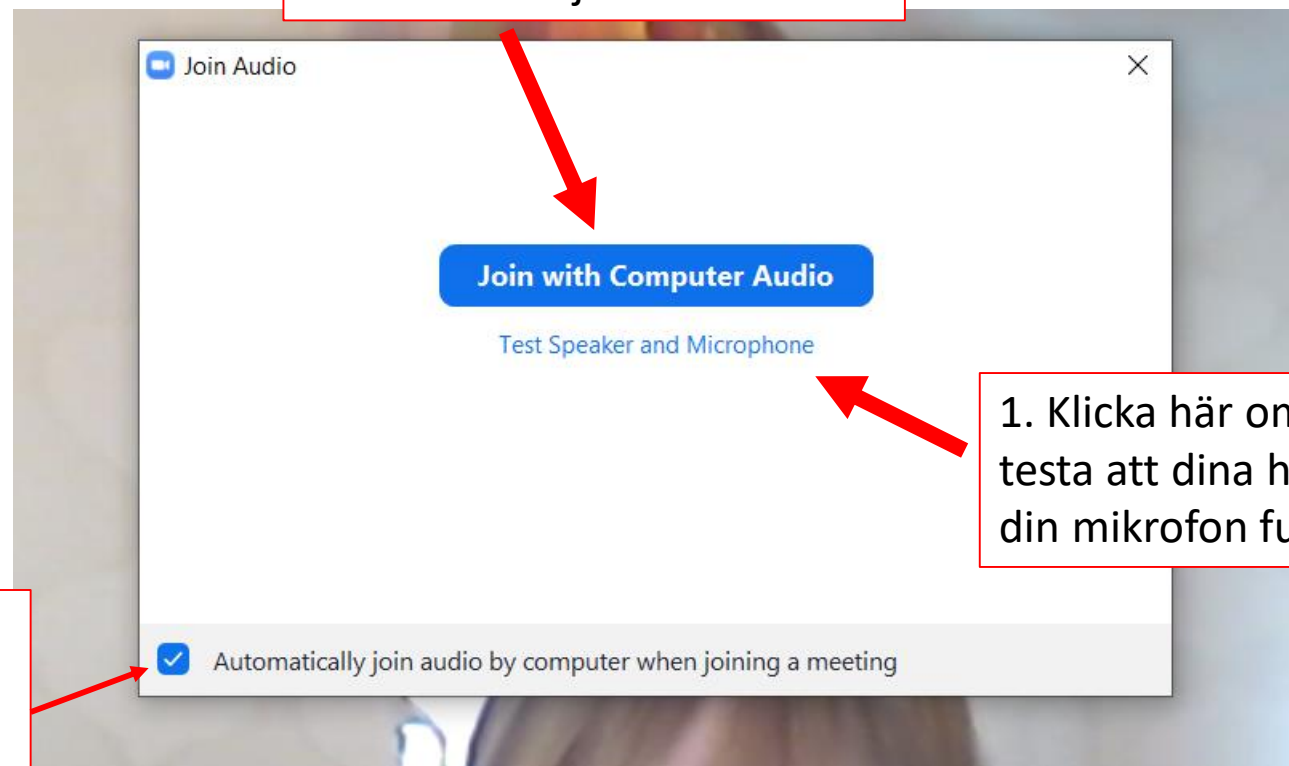 Join Audio
Join with Computer Audio
Test Speaker and Microphone
1. Klicka här
testa att dina
din mikrofon
Automatically join audio by computer when joining a meeting